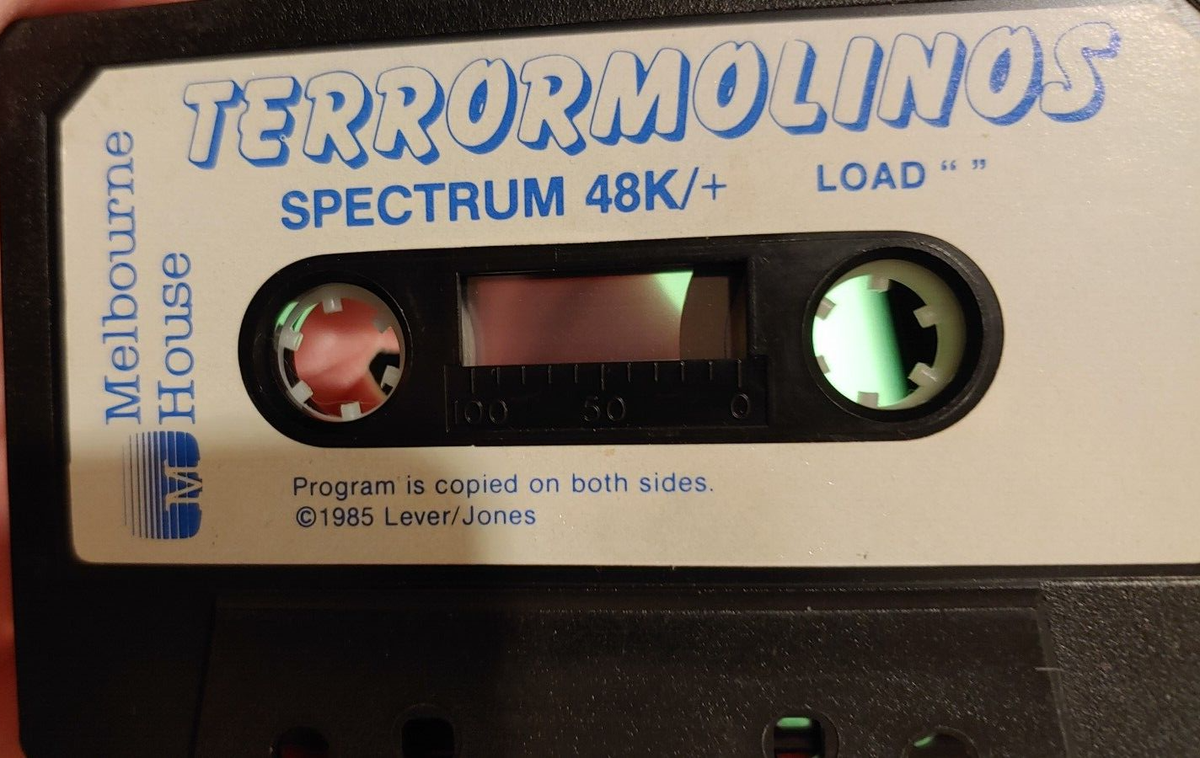 TERRORMOLINOS
SPECTRUM 48K/+
LOAD “ ”
Melbourne
House
M
100 50 0
Program is copied on both sides.
©1985 Lever/Jones